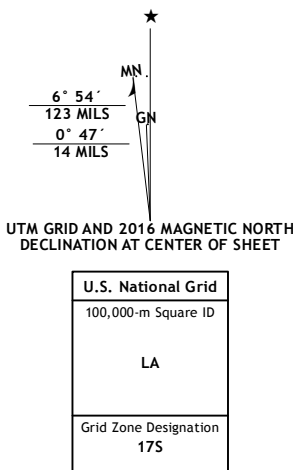 ★
MN
6° 54´
123 MILS
GN
0° 47´
14 MILS
UTM GRID AND 2016 MAGNETIC NORTH
DECLINATION AT CENTER OF SHEET
U.S. National Grid
100,000-m Square ID
LA
Grid Zone Designation
17S